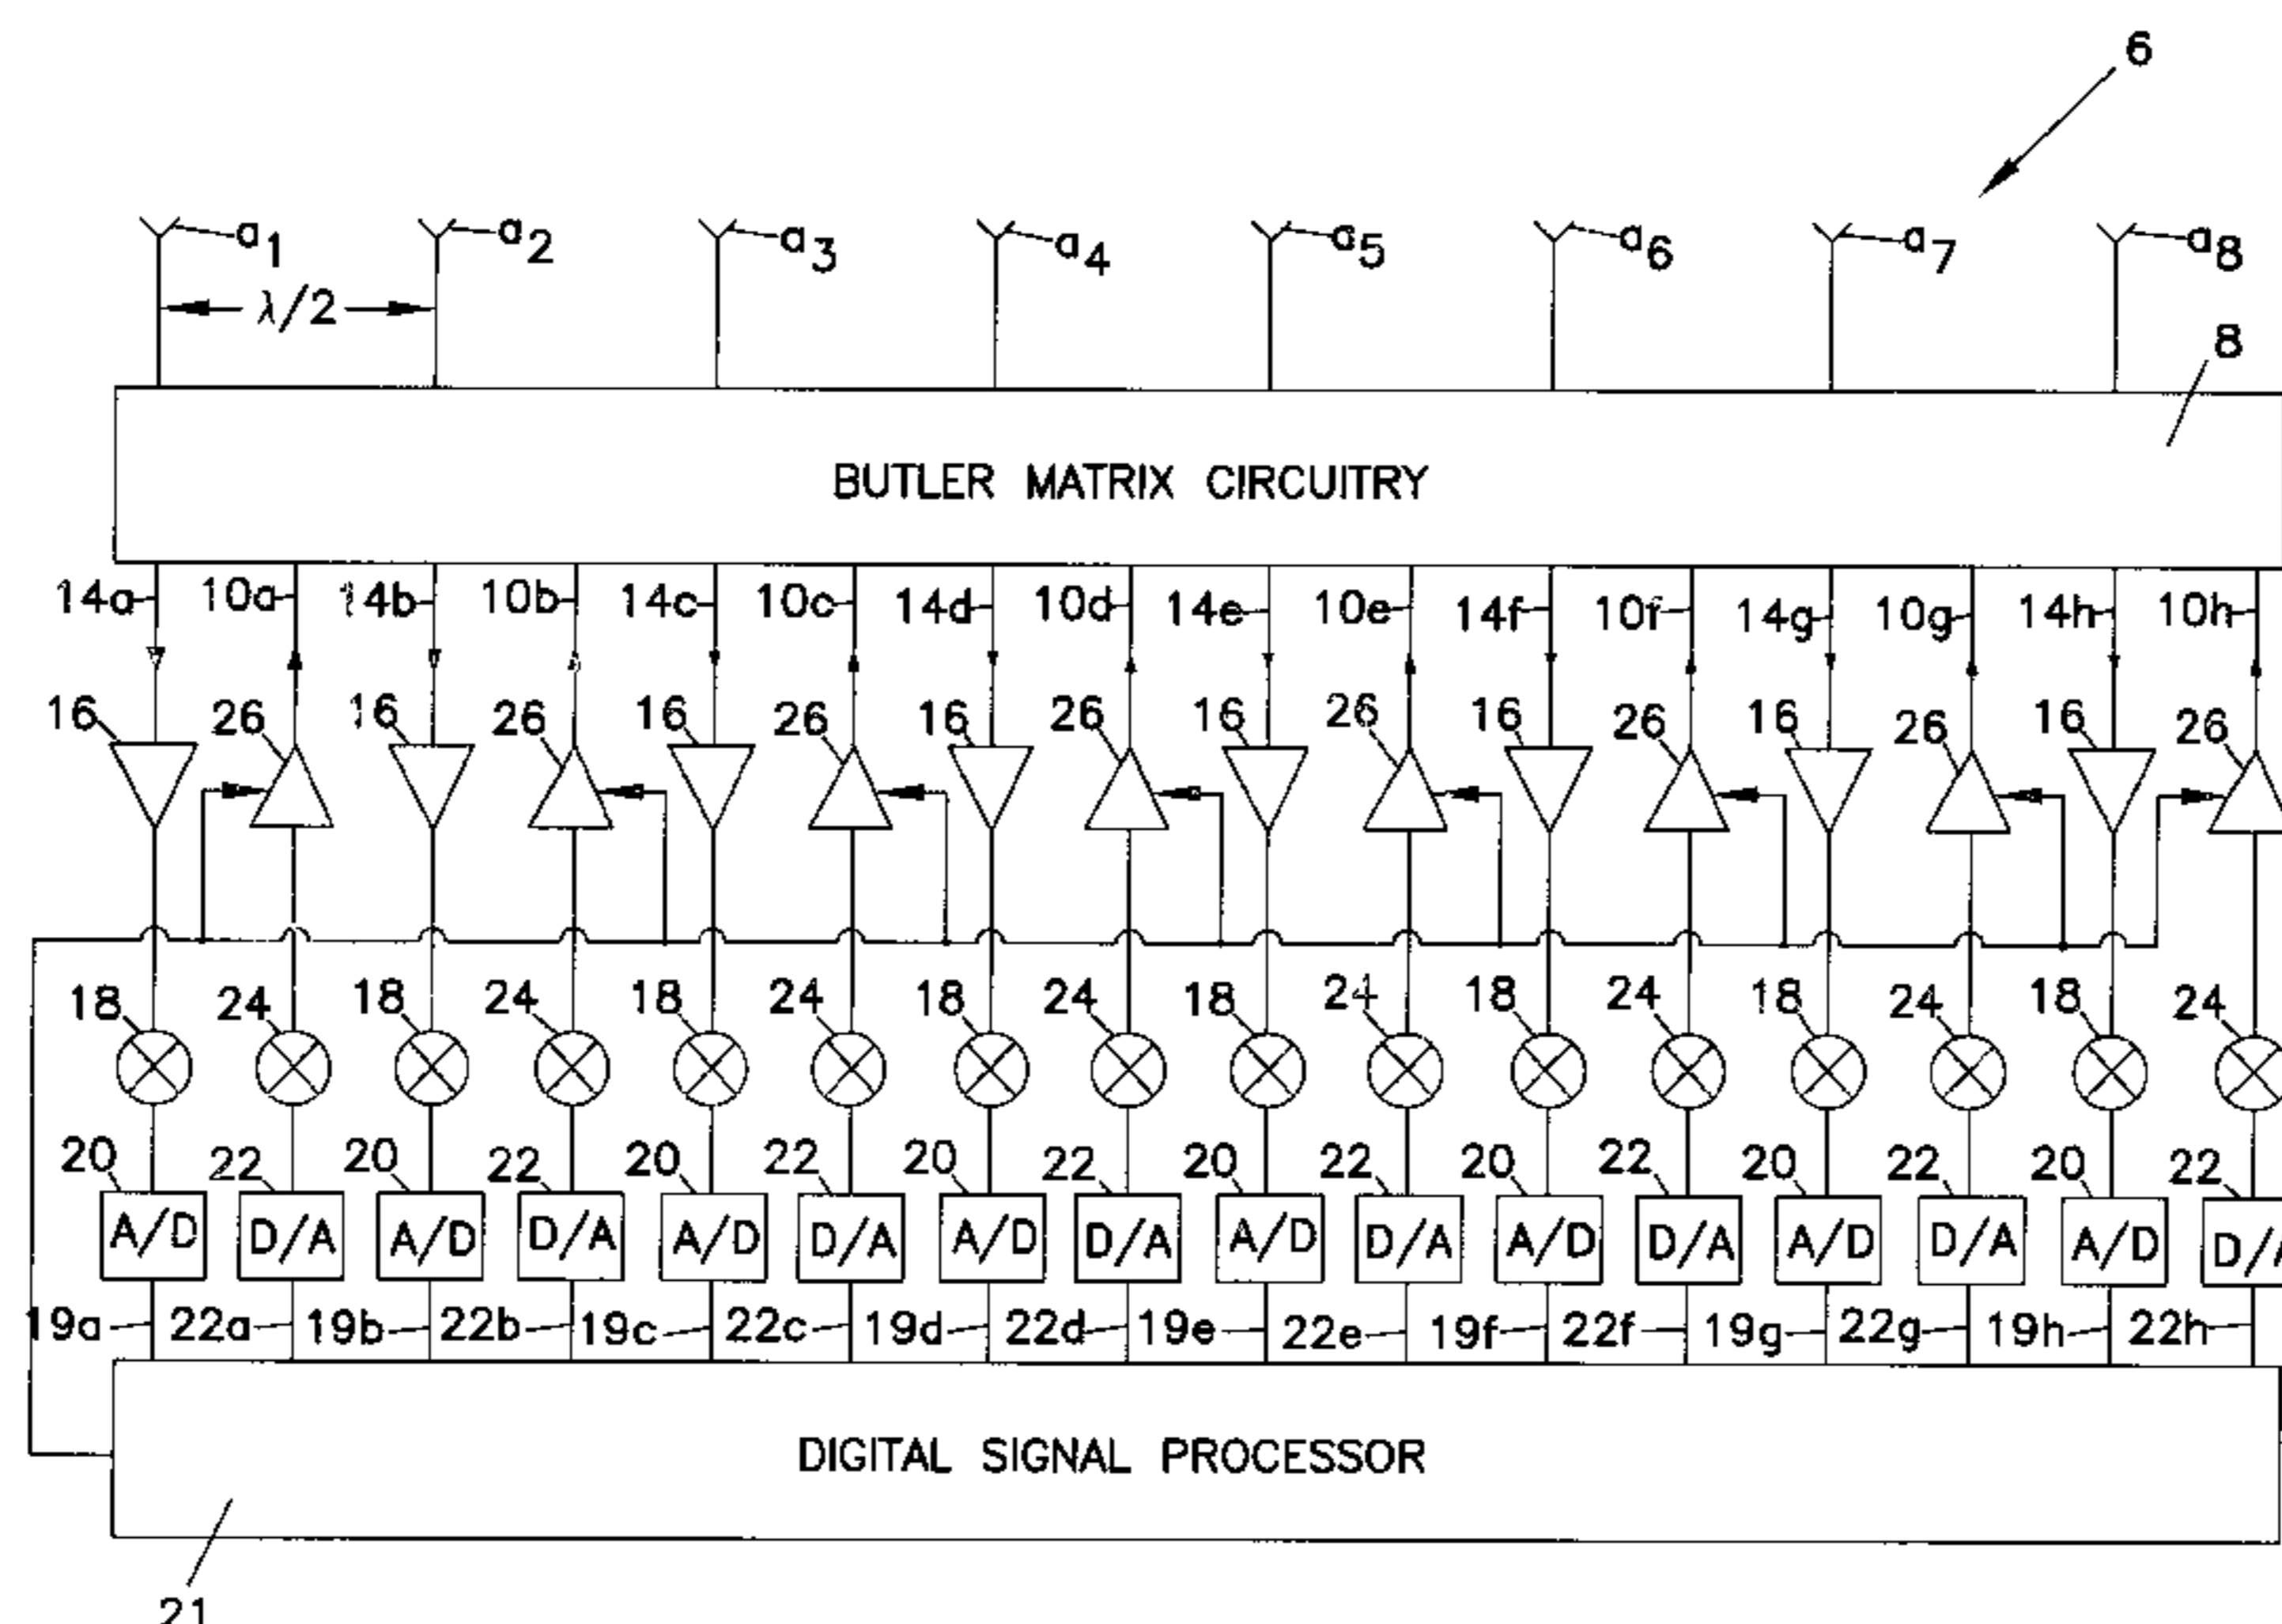 6
a1 a2 a3 a4 a5 a6 a7 a8
λ/2
8
BUTLER MATRIX CIRCUITRY
14a 10a 14b 10b 14c 10c 14d 10d 14e 10e 14f 10f 14g 10g 14h 10h
16 26 16 26 16 26 16 26 16 26 16 26 16 26 16 26
18 24 18 24 18 24 18 24 18 24 18 24 18 24 18 24
20 22 20 22 20 22 20 22 20 22 20 22 20 22 20 22
A/D D/A A/D D/A A/D D/A A/D D/A A/D D/A A/D D/A A/D D/A A/D D/A
19a 22a 19b 22b 19c 22c 19d 22d 19e 22e 19f 22f 19g 22g 19h 22h
DIGITAL SIGNAL PROCESSOR
21